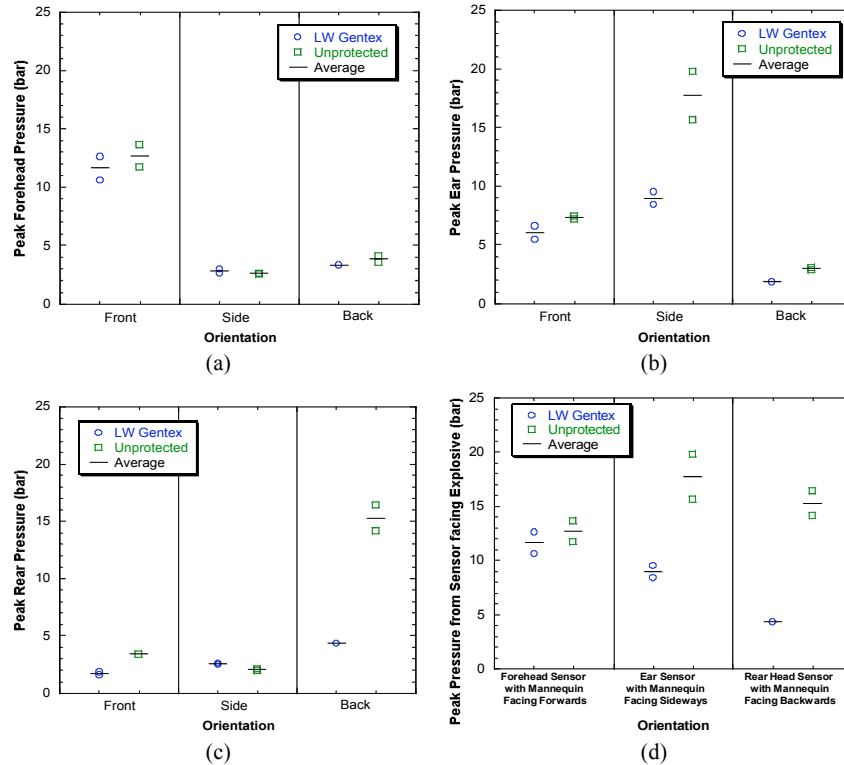 25
20
15
10
5
0
Peak Forehead Pressure (bar)
LW Gentex
Unprotected
Average
Front
Side
Back
Orientation
(a)
25
20
15
10
5
0
Peak Ear Pressure (bar)
LW Gentex
Unprotected
Average
Front
Side
Back
Orientation
(b)
25
20
15
10
5
0
Peak Rear Pressure (bar)
LW Gentex
Unprotected
Average
Front
Side
Back
Orientation
(c)
25
20
15
10
5
0
Peak Pressure from Sensor facing Explosive (bar)
LW Gentex
Unprotected
Average
Forehead Sensor
with Mannequin
Facing Forwards
Ear Sensor
with Mannequin
Facing Sideways
Rear Head Sensor
with Mannequin
Facing Backwards
Orientation
(d)